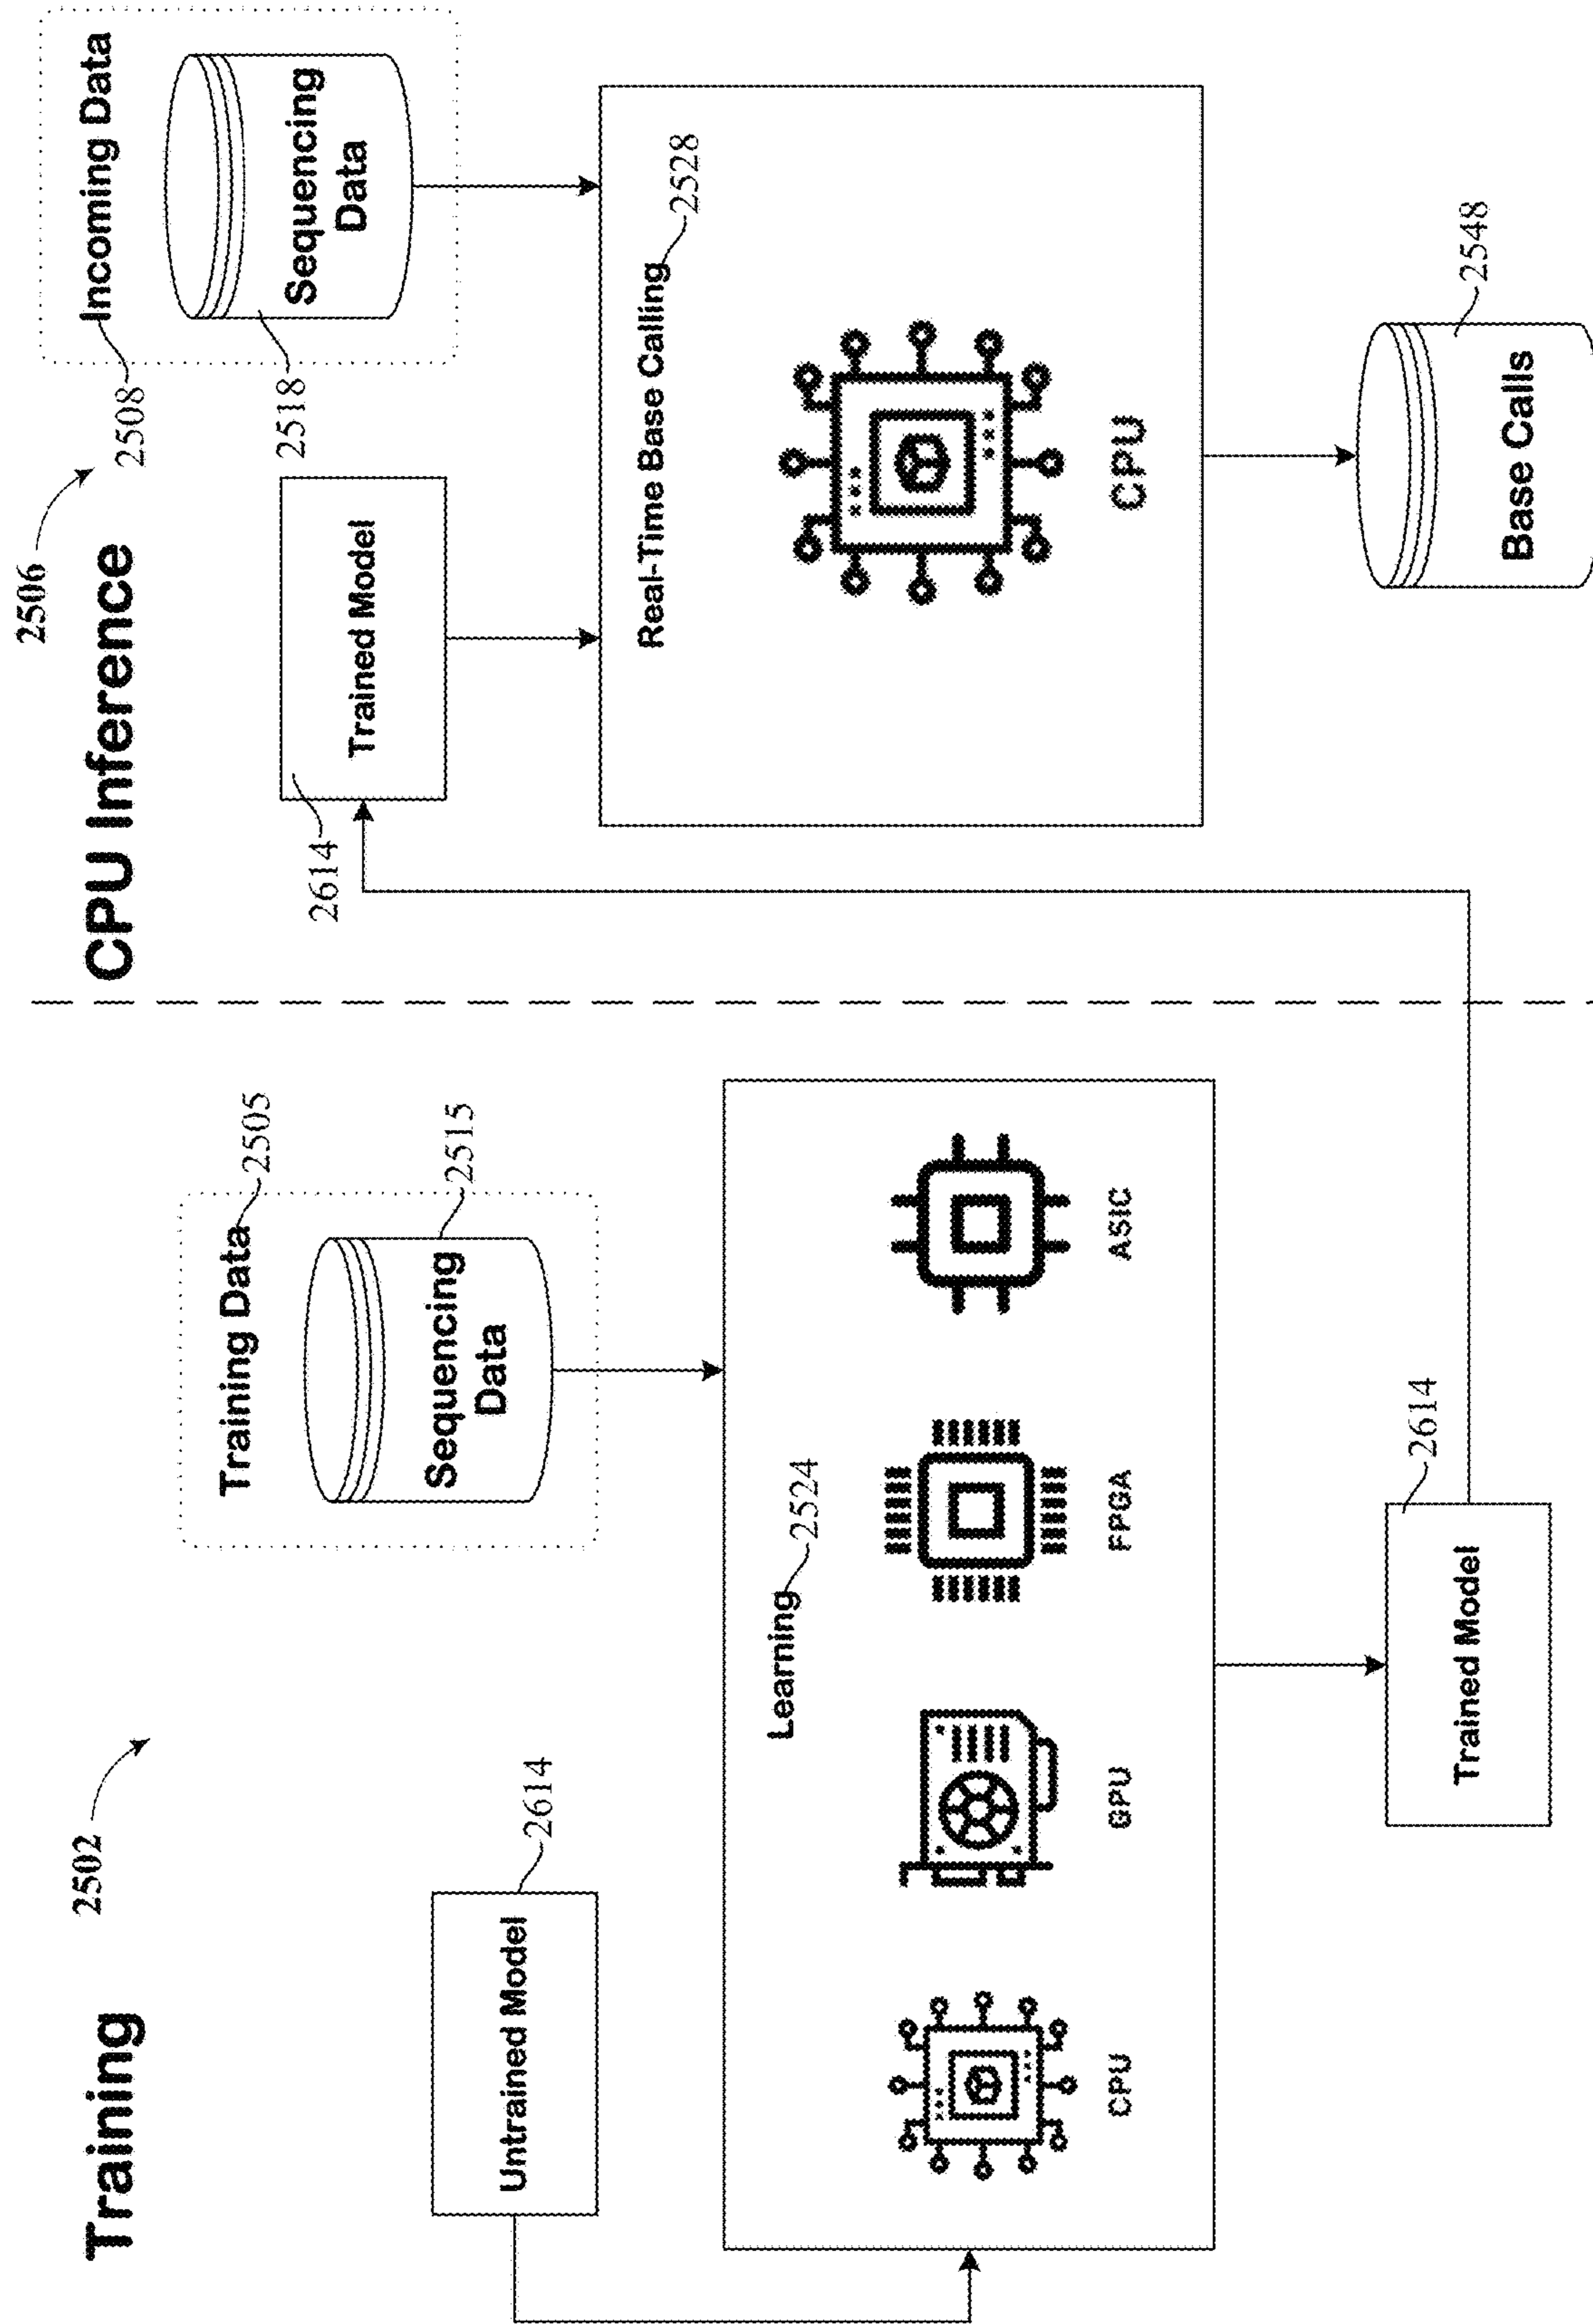 Training
2502
Untrained Model
2614
Training Data
2505
Sequencing
Data
2515
Learning
2524
CPU
GPU
FPGA
ASIC
Trained Model
2614
CPU Inference
2506
Trained Model
2614
Incoming Data
2508
Sequencing
Data
2518
Real-Time Base Calling
2528
CPU
Base Calls
2548